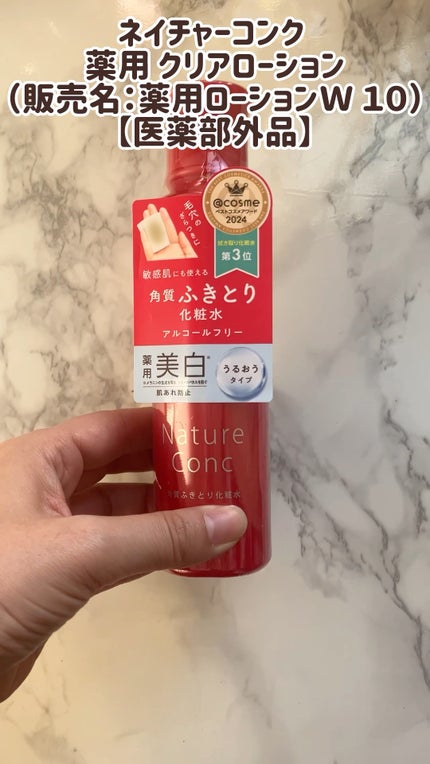 ネイチャーコンク
薬用 クリアローション
(販売名:薬用ローションW 10)
【医薬部外品】
@cosme
ベストコスメアワード
2024
拭き取り化粧水
第3位
毛穴の
ざらつきに
敏感肌にも使える
角質ふきとり
化粧水
アルコールフリー
薬用
美白
うるおう
タイプ
肌あれ防止
Nature
Conc
角質ふきとり化粧水